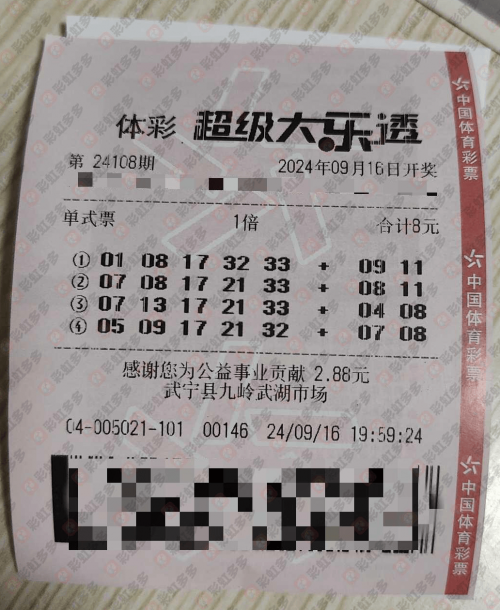 体彩 超级大乐透
第 24108期 2024年09月16日开奖
单式票 1倍 合计8元
① 01 08 17 32 33 + 09 11
② 07 08 17 21 33 + 08 11
③ 07 13 17 21 33 + 04 08
④ 05 09 17 21 32 + 07 08
感谢您为公益事业贡献 2.88元
武宁县九岭武湖市场
04-005021-101 00146 24/09/16 19:59:24
中国体育彩票
中国体育彩票
中国体育彩票
彩虹多多